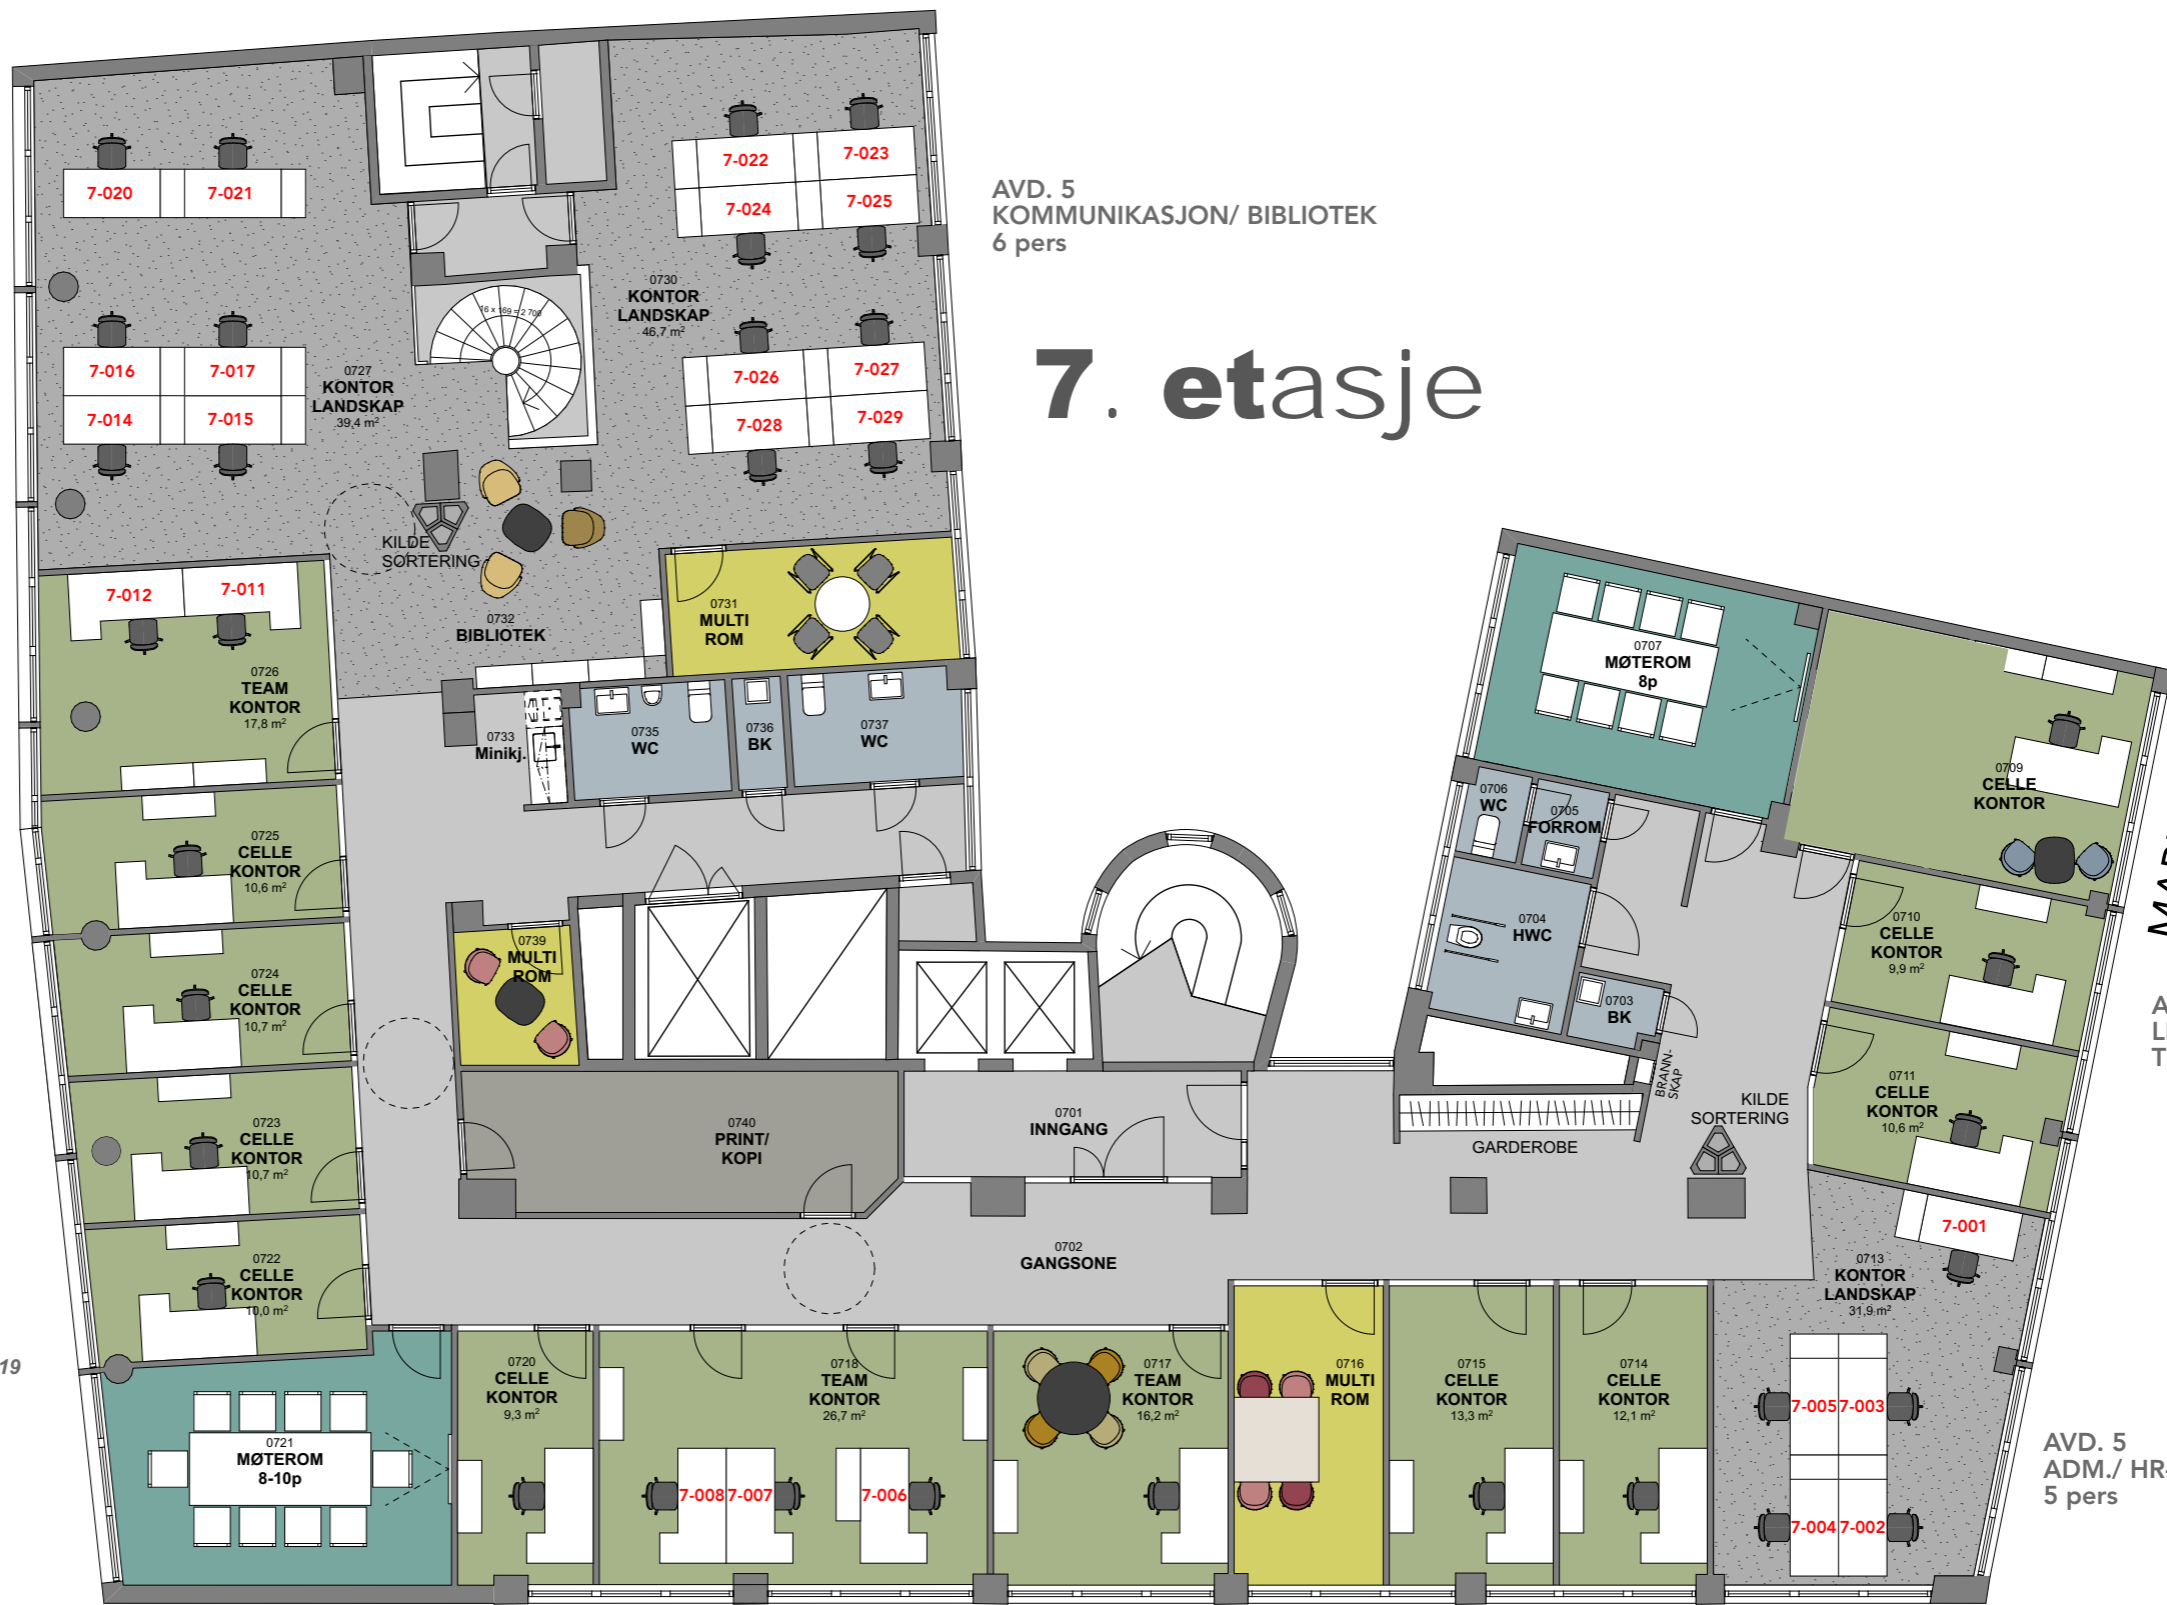 AVD. 5
KOMMUNIKASJON/ BIBLIOTEK
6 pers
7. etasje
7-020
7-021
7-022
7-023
7-024
7-025
7-016
7-017
7-014
7-015
0727
KONTOR
LANDSKAP
39,4 m²
16 x 169 = 2 700
0730
KONTOR
LANDSKAP
46,7 m²
7-026
7-027
7-028
7-029
KILDE
SORTERING
0732
BIBLIOTEK
0731
MULTI
ROM
7-012
7-011
0726
TEAM
KONTOR
17,8 m²
0733
Minikj.
0735
WC
0736
BK
0737
WC
0725
CELLE
KONTOR
10,6 m²
0724
CELLE
KONTOR
10,7 m²
0723
CELLE
KONTOR
10,7 m²
0722
CELLE
KONTOR
10,0 m²
0739
MULTI
ROM
0740
PRINT/
KOPI
0701
INNGANG
0702
GANGSONE
0707
MØTEROM
8p
0709
CELLE
KONTOR
0706
WC
0705
FORROM
0704
HWC
0703
BK
BRANN-
SKAP
GARDEROBE
KILDE
SORTERING
0710
CELLE
KONTOR
9,9 m²
0711
CELLE
KONTOR
10,6 m²
7-001
0713
KONTOR
LANDSKAP
31,9 m²
7-005
7-003
7-004
7-002
AVD. 5
ADM./ HR-
5 pers
19
0721
MØTEROM
8-10p
0720
CELLE
KONTOR
9,3 m²
0718
TEAM
KONTOR
26,7 m²
7-008
7-007
7-006
0717
TEAM
KONTOR
16,2 m²
0716
MULTI
ROM
0715
CELLE
KONTOR
13,3 m²
0714
CELLE
KONTOR
12,1 m²